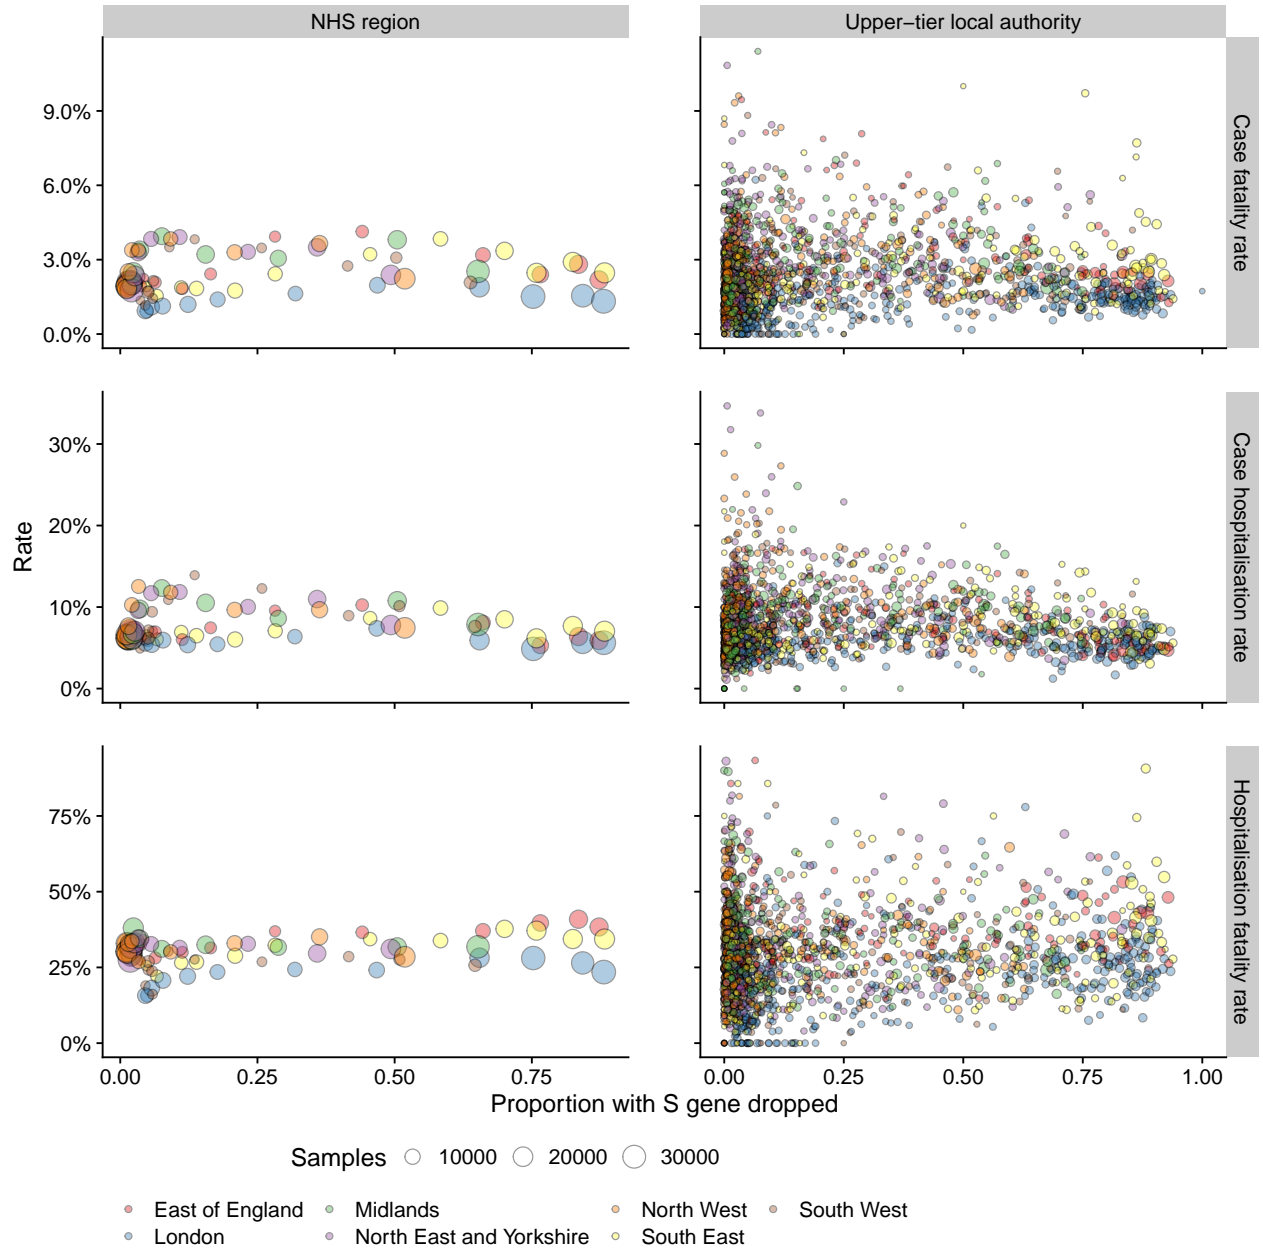 NHS region
Upper−tier local authority
9.0%
6.0%
3.0%
0.0%
Case fatality rate
30%
20%
10%
0%
Case hospitalisation rate
Rate
75%
50%
25%
0%
Hospitalisation fatality rate
0.00 0.25 0.50 0.75
0.00 0.25 0.50 0.75 1.00
Proportion with S gene dropped
Samples 10000 20000 30000
East of England Midlands North West South West
London North East and Yorkshire South East